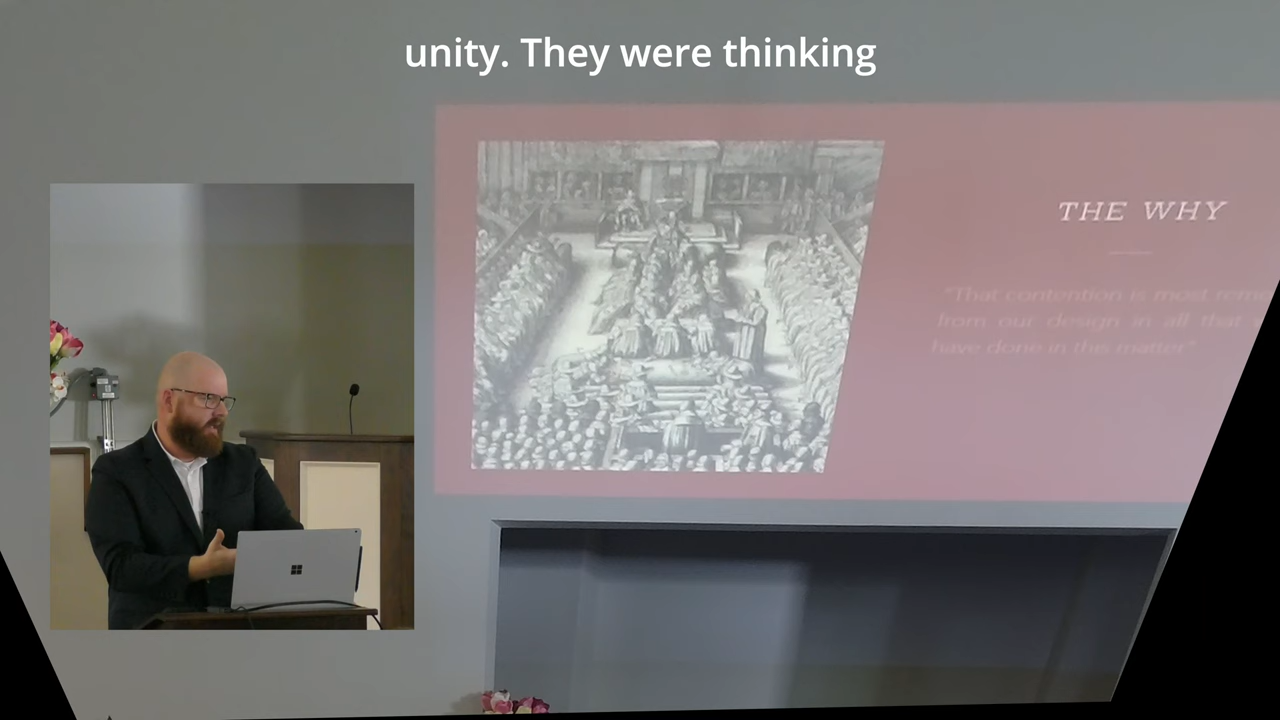 unity. They were thinking
THE WHY
"That contention is most
from our design in all that
have done in this matter"